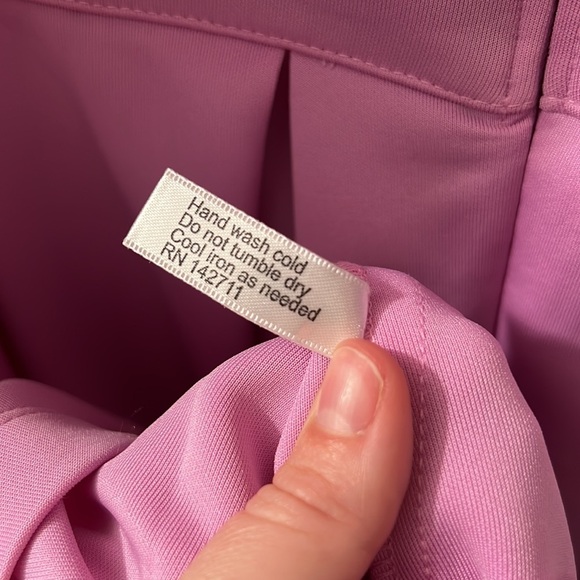 Hand wash cold
Do not tumble dry
Cool iron as needed
RN 142711